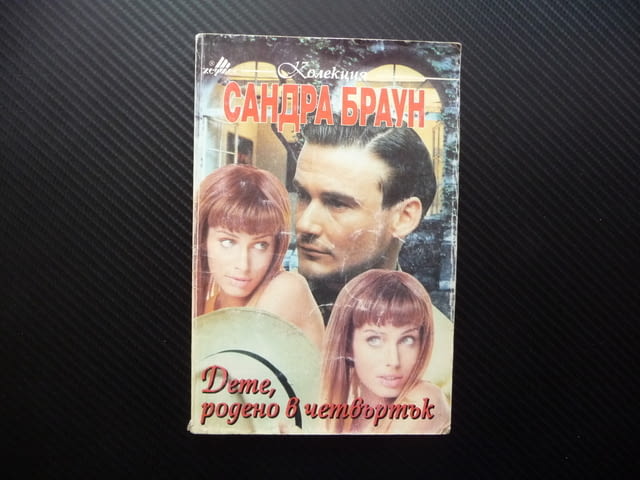 Колекция
САНДРА БРАУН
Дете,
родено в четвъртък